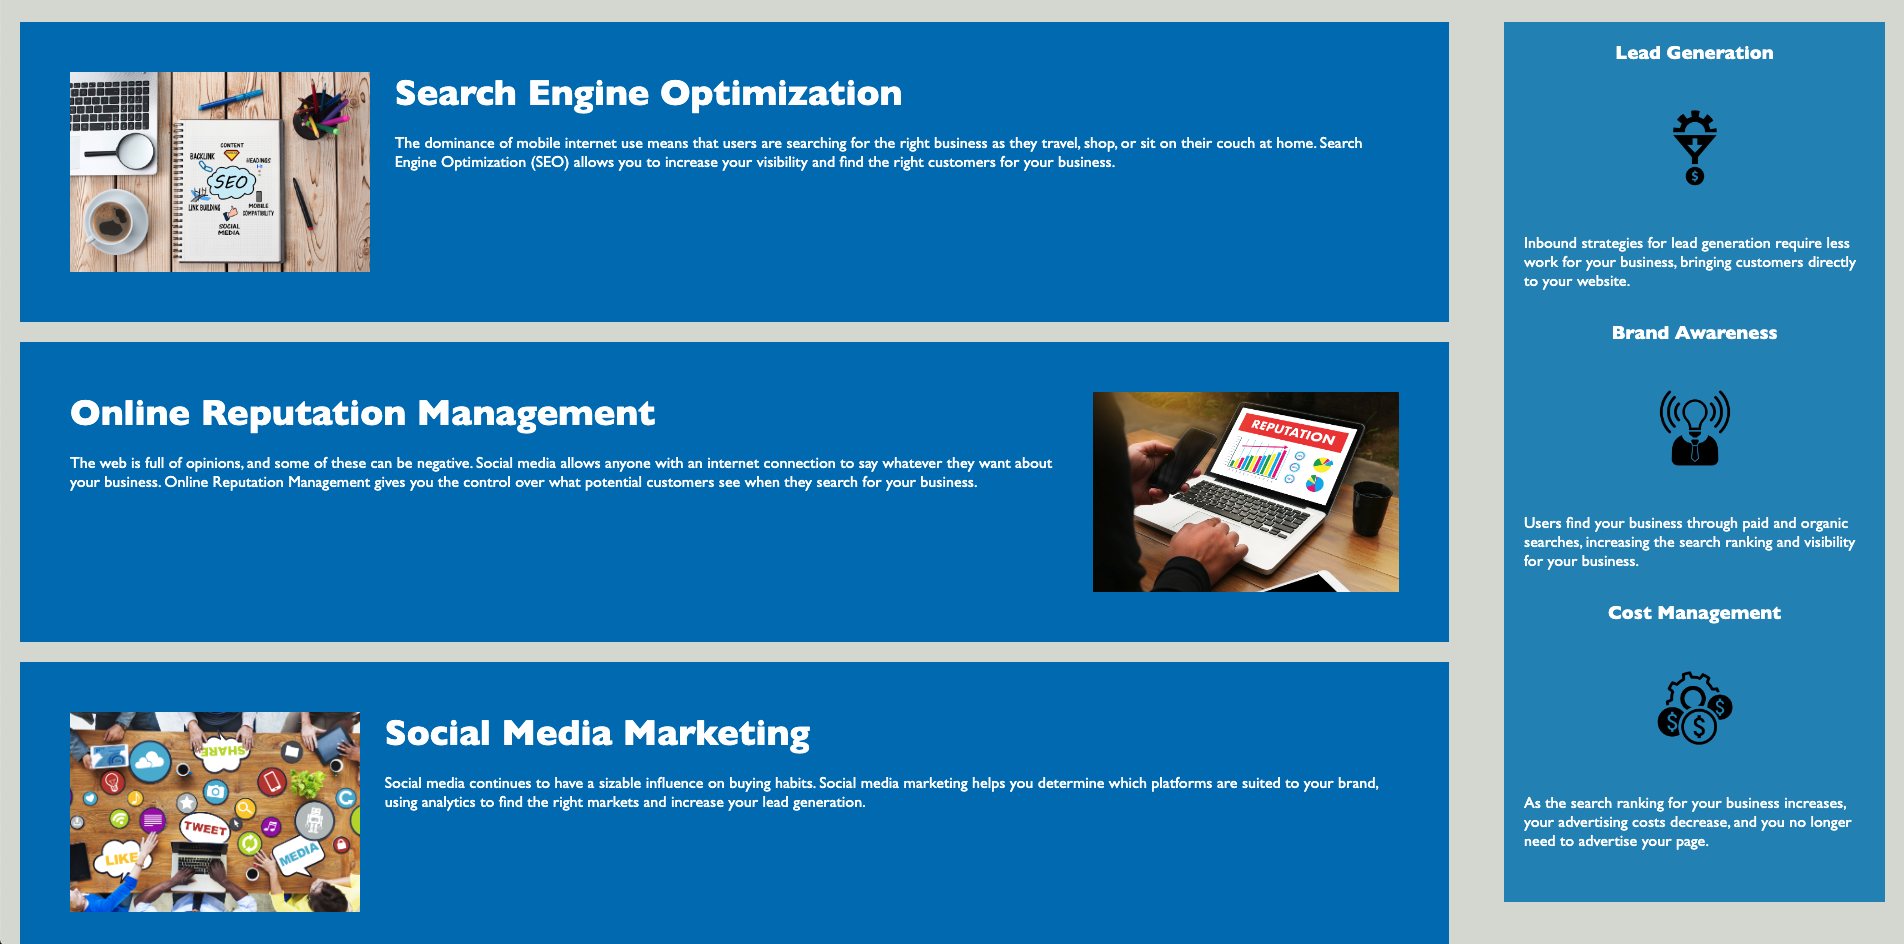 Search Engine Optimization
The dominance of mobile internet use means that users are searching for the right business as they travel, shop, or sit on their couch at home. Search
Engine Optimization (SEO) allows you to increase your visibility and find the right customers for your business.
CONTENT
BACKLINK
HEADINGS
SEO
LINK BUILDING
MOBILE
COMPATIBILITY
SOCIAL
MEDIA
Online Reputation Management
The web is full of opinions, and some of these can be negative. Social media allows anyone with an internet connection to say whatever they want about
your business. Online Reputation Management gives you the control over what potential customers see when they search for your business.
REPUTATION
Social Media Marketing
Social media continues to have a sizable influence on buying habits. Social media marketing helps you determine which platforms are suited to your brand,
using analytics to find the right markets and increase your lead generation.
SHARE
TWEET
LIKE
MEDIA
Lead Generation
$
Inbound strategies for lead generation require less
work for your business, bringing customers directly
to your website.
Brand Awareness
Users find your business through paid and organic
searches, increasing the search ranking and visibility
for your business.
Cost Management
$ $ $
As the search ranking for your business increases,
your advertising costs decrease, and you no longer
need to advertise your page.